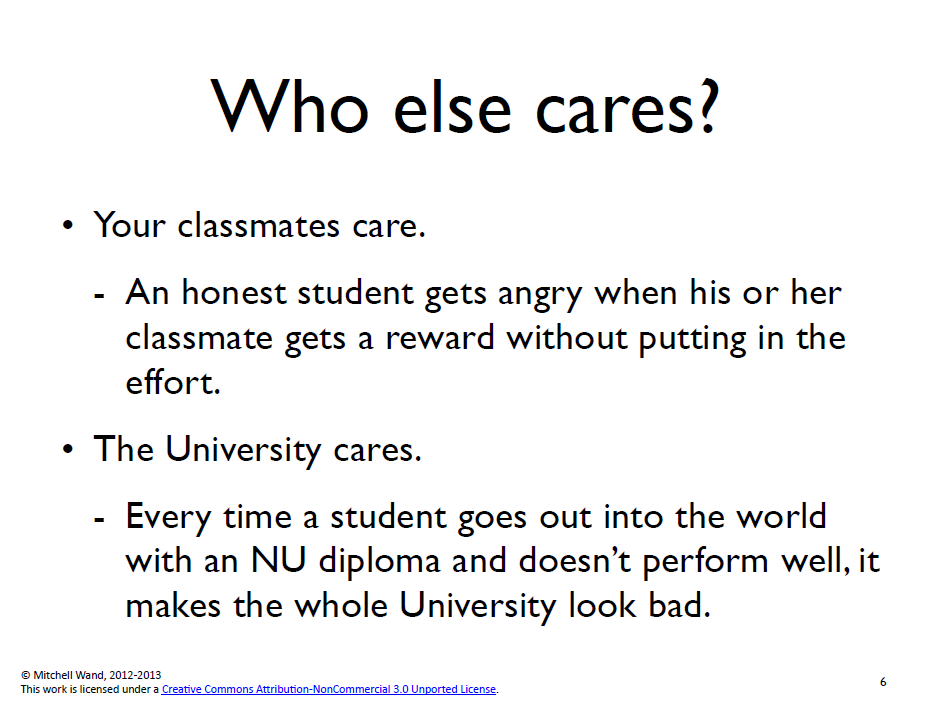 Who else cares?
• Your classmates care.
- An honest student gets angry when his or her
classmate gets a reward without putting in the
effort.
• The University cares.
- Every time a student goes out into the world
with an NU diploma and doesn’t perform well, it
makes the whole University look bad.
© Mitchell Wand, 2012-2013
This work is licensed under a Creative Commons Attribution-NonCommercial 3.0 Unported License.
6